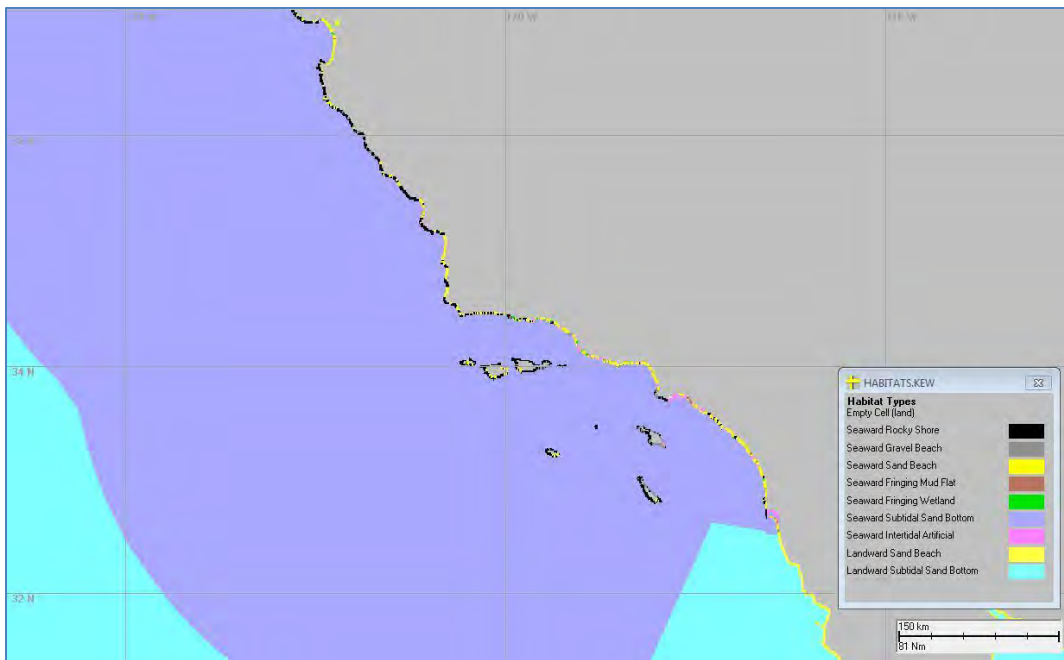 120 W
34 N
HABITATS.KEW
Habitat Types
Empty Cell (land)
Seaward Rocky Shore
Seaward Gravel Beach
Seaward Sand Beach
Seaward Fringing Mud Flat
Seaward Fringing Wetland
Seaward Subtidal Sand Bottom
Seaward Intertidal Artificial
Landward Sand Beach
Landward Subtidal Sand Bottom
32 N
150 km
81 Nm